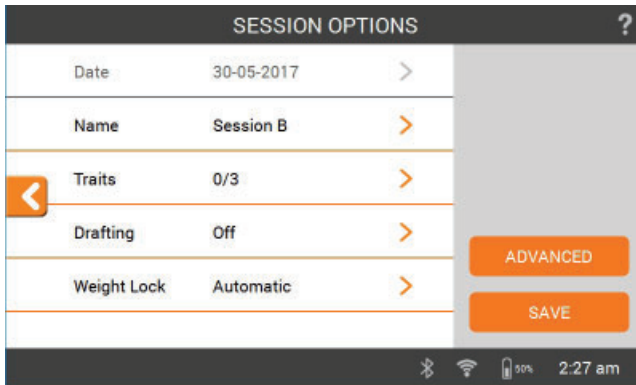 SESSION OPTIONS ?
Date 30-05-2017
Name Session B
Traits 0/3
Drafting Off
Weight Lock Automatic
ADVANCED
SAVE
50% 2:27 am